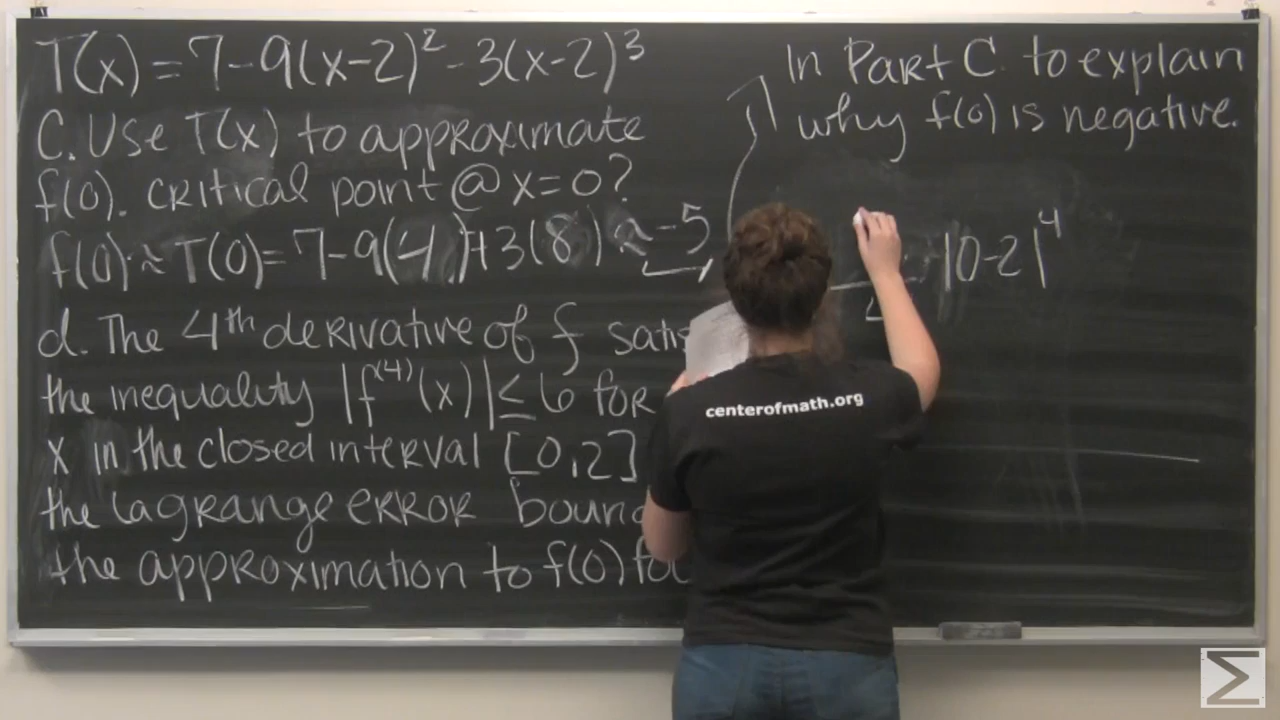 T(x) = 7-9(x-2)² - 3(x-2)³
C. Use T(x) to approximate
f(0). critical point @ x=0?
f(0) ≈ T(0) = 7-9(4)+3(8) ≈ -5
d. The 4th derivative of f
the inequality |f⁽⁴⁾(x)| ≤ 6 for
x in the closed interval [0,2]
the lagrange error
the approximation to f(0)
In Part C to explain
why f(0) is negative.
|0-2|⁴
centerofmath.org
Σ